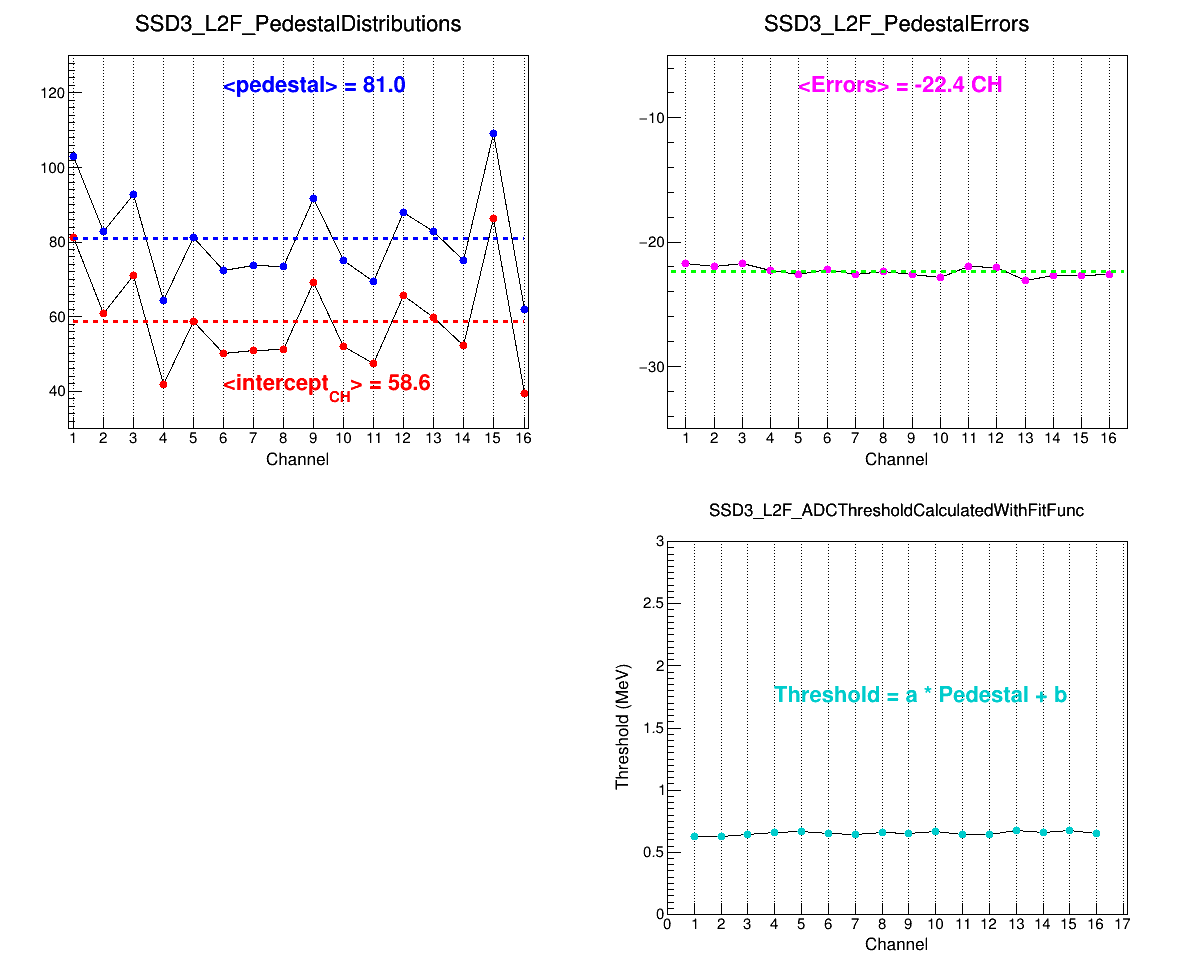 SSD3_L2F_PedestalDistributions
<pedestal> = 81.0
120
100
80
60
40
<intercept_CH> = 58.6
1 2 3 4 5 6 7 8 9 10 11 12 13 14 15 16
Channel
SSD3_L2F_PedestalErrors
<Errors> = -22.4 CH
−10
−20
−30
1 2 3 4 5 6 7 8 9 10 11 12 13 14 15 16
Channel
SSD3_L2F_ADCThresholdCalculatedWithFitFunc
Threshold (MeV)
3
2.5
2
Threshold = a * Pedestal + b
1.5
1
0.5
0
0 1 2 3 4 5 6 7 8 9 10 11 12 13 14 15 16 17
Channel